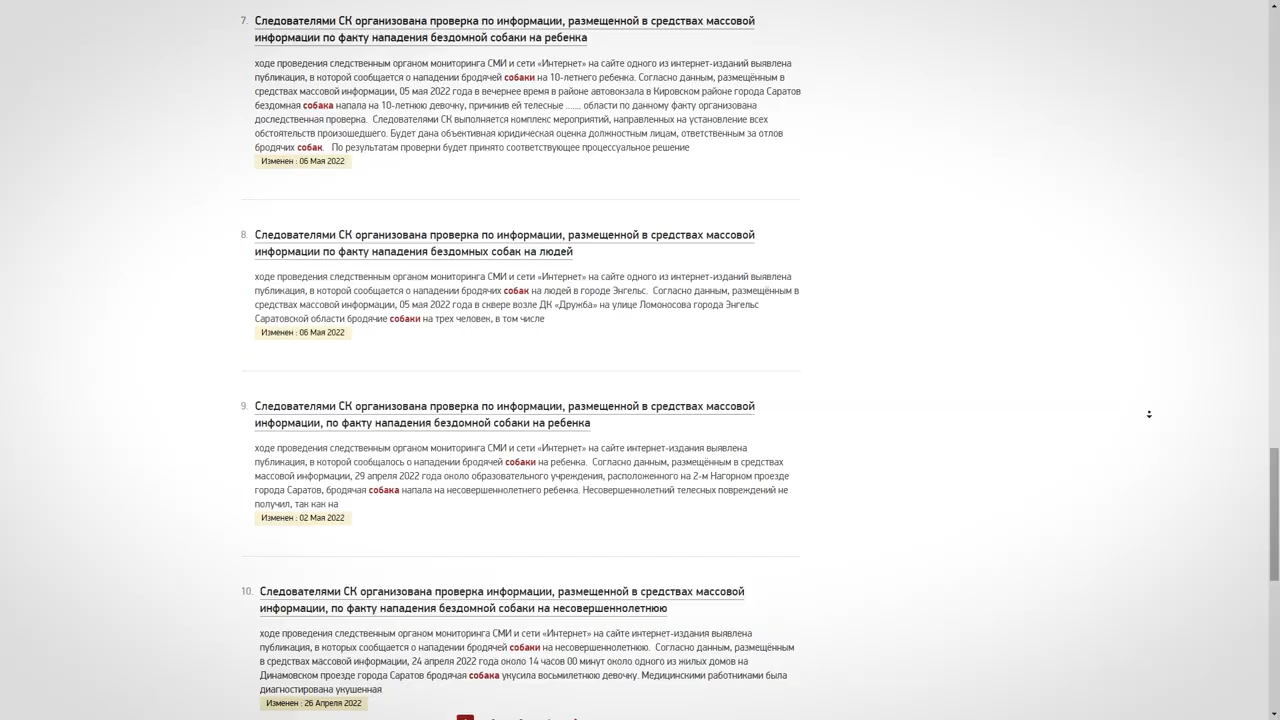 7. Следователями СК организована проверка по информации, размещенной в средствах массовой
информации по факту нападения бездомной собаки на ребенка
ходе проведения следственным органом мониторинга СМИ и сети «Интернет» на сайте одного из интернет-изданий выявлена
публикация, в которой сообщается о нападении бродячей собаки на 10-летнего ребенка. Согласно данным, размещённым в
средствах массовой информации, 05 мая 2022 года в вечернее время в районе автовокзала в Кировском районе города Саратов
бездомная собака напала на 10-летнюю девочку, причинив ей телесные ....... области по данному факту организована
доследственная проверка. Следователями СК выполняется комплекс мероприятий, направленных на установление всех
обстоятельств произошедшего. Будет дана объективная юридическая оценка должностным лицам, ответственным за отлов
бродячих собак. По результатам проверки будет принято соответствующее процессуальное решение
Изменен : 06 Мая 2022
8. Следователями СК организована проверка по информации, размещенной в средствах массовой
информации по факту нападения бездомных собак на людей
ходе проведения следственным органом мониторинга СМИ и сети «Интернет» на сайте одного из интернет-изданий выявлена
публикация, в которой сообщается о нападении бродячих собак на людей в городе Энгельс. Согласно данным, размещённым в
средствах массовой информации, 05 мая 2022 года в сквере возле ДК «Дружба» на улице Ломоносова города Энгельс
Саратовской области бродячие собаки на трех человек, в том числе
Изменен : 06 Мая 2022
9. Следователями СК организована проверка по информации, размещенной в средствах массовой
информации, по факту нападения бездомной собаки на ребенка
ходе проведения следственным органом мониторинга СМИ и сети «Интернет» на сайте интернет-издания выявлена
публикация, в которой сообщалось о нападении бродячей собаки на ребенка. Согласно данным, размещённым в средствах
массовой информации, 29 апреля 2022 года около образовательного учреждения, расположенного на 2-м Нагорном проезде
города Саратов, бродячая собака напала на несовершеннолетнего ребенка. Несовершеннолетний телесных повреждений не
получил, так как на
Изменен : 02 Мая 2022
10. Следователями СК организована проверка информации, размещенной в средствах массовой
информации, по факту нападения бездомной собаки на несовершеннолетнюю
ходе проведения следственным органом мониторинга СМИ и сети «Интернет» на сайте интернет-издания выявлена
публикация, в которых сообщается о нападении бродячей собаки на несовершеннолетнюю. Согласно данным, размещённым
в средствах массовой информации, 24 апреля 2022 года около 14 часов 00 минут около одного из жилых домов на
Динамовском проезде города Саратов бродячая собака укусила восьмилетнюю девочку. Медицинскими работниками была
диагностирована укушенная
Изменен : 26 Апреля 2022